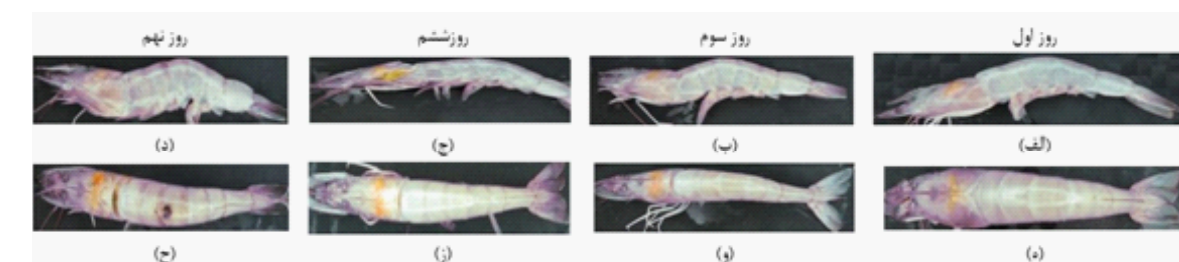 روز اول روز سوم روزششم روز نهم
(الف) (ب) (ج) (د)
(ه) (و) (ز) (ح)